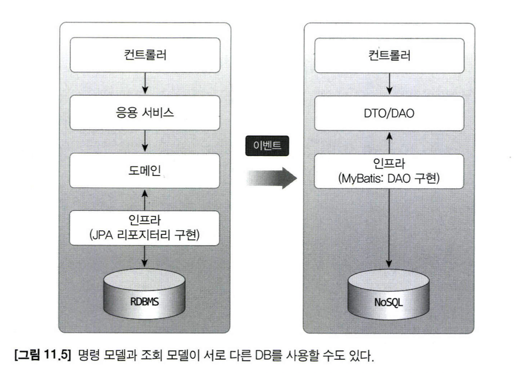 컨트롤러
응용 서비스
도메인
인프라
(JPA 리포지터리 구현)
RDBMS
이벤트
컨트롤러
DTO/DAO
인프라
(MyBatis: DAO 구현)
NoSQL
[그림 11.5] 명령 모델과 조회 모델이 서로 다른 DB를 사용할 수도 있다.